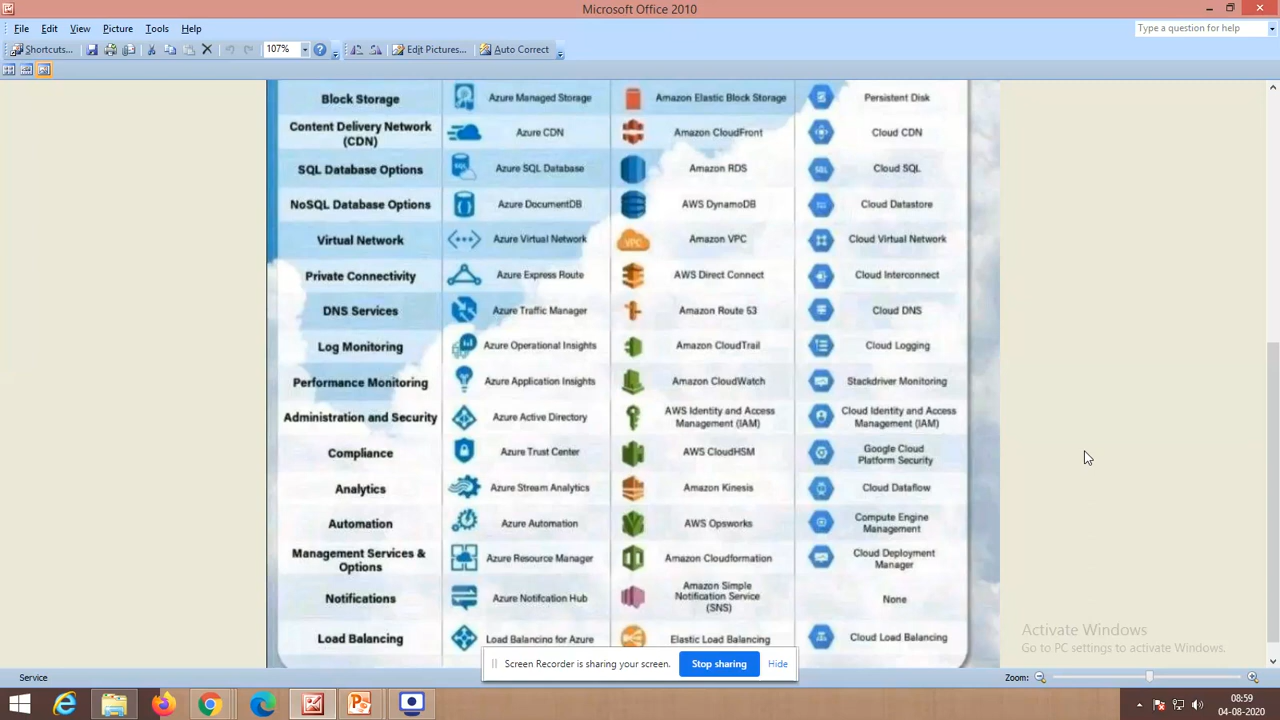 Microsoft Office 2010
File Edit View Picture Tools Help
Type a question for help
Shortcuts...
107%
Edit Pictures...
Auto Correct
Block Storage Azure Managed Storage Amazon Elastic Block Storage Persistent Disk
Content Delivery Network
(CDN)
Azure CDN Amazon CloudFront Cloud CDN
SQL Database Options Azure SQL Database Amazon RDS Cloud SQL
NoSQL Database Options Azure DocumentDB AWS DynamoDB Cloud Datastore
Virtual Network Azure Virtual Network VPC Amazon VPC Cloud Virtual Network
Private Connectivity Azure Express Route AWS Direct Connect Cloud Interconnect
DNS Services Azure Traffic Manager Amazon Route 53 Cloud DNS
Log Monitoring Azure Operational Insights Amazon CloudTrail Cloud Logging
Performance Monitoring Azure Application Insights Amazon CloudWatch Stackdriver Monitoring
Administration and Security Azure Active Directory
AWS Identity and Access
Management (IAM)
Cloud Identity and Access
Management (IAM)
Compliance Azure Trust Center AWS CloudHSM
Google Cloud
Platform Security
Analytics Azure Stream Analytics Amazon Kinesis Cloud Dataflow
Automation Azure Automation AWS Opsworks
Compute Engine
Management
Management Services &
Options
Azure Resource Manager Amazon Cloudformation
Cloud Deployment
Manager
Notifications Azure Notifcation Hub
Amazon Simple
Notification Service
(SNS)
None
Load Balancing Load Balancing for Azure Elastic Load Balancing Cloud Load Balancing
Activate Windows
Go to PC settings to activate Windows.
Screen Recorder is sharing your screen. Stop sharing Hide
Service
Zoom:
08:59
04-08-2020